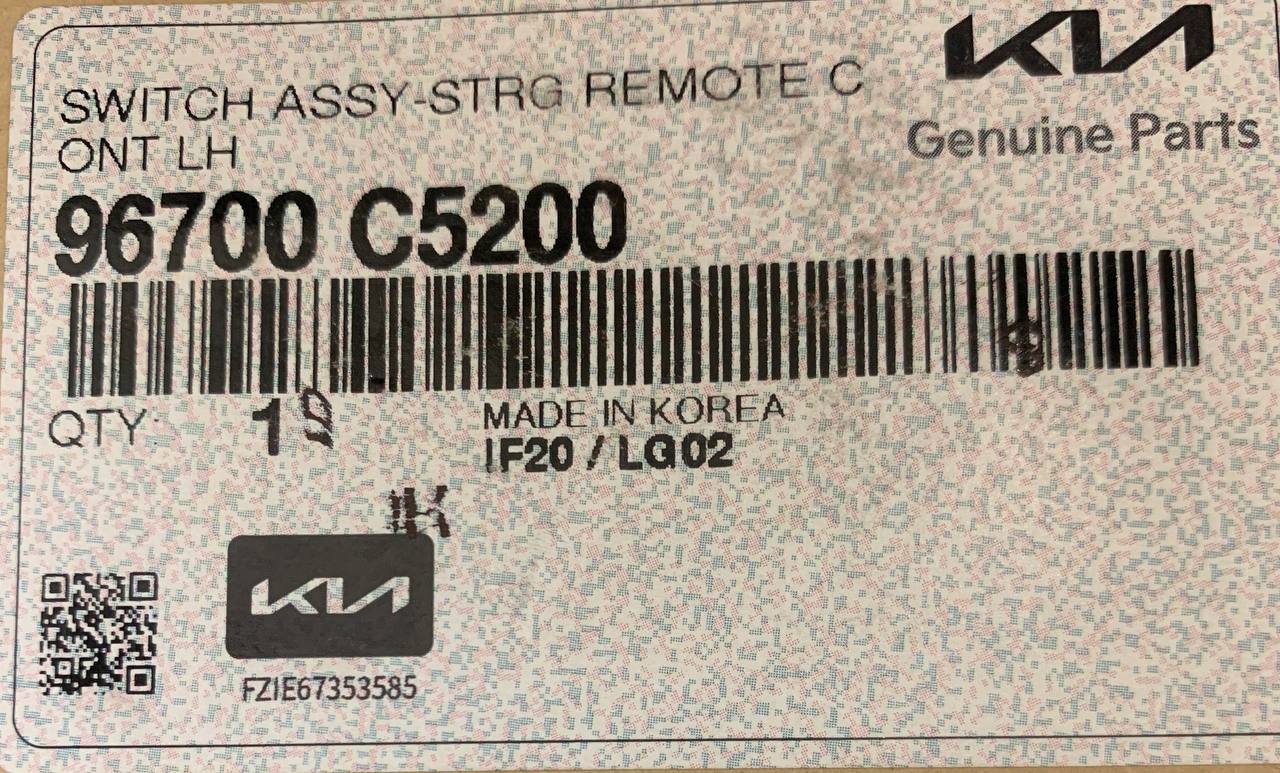 KIA
Genuine Parts
SWITCH ASSY-STRG REMOTE C
ONT LH
96700 C5200
QTY: 1
MADE IN KOREA
IF20 / LG02
KIA
FZIE67353585